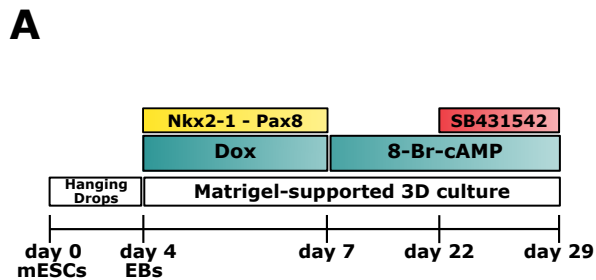 A
Nkx2-1 - Pax8
SB431542
Dox
8-Br-cAMP
Hanging
Drops
Matrigel-supported 3D culture
day 0
mESCs
day 4
EBs
day 7
day 22
day 29